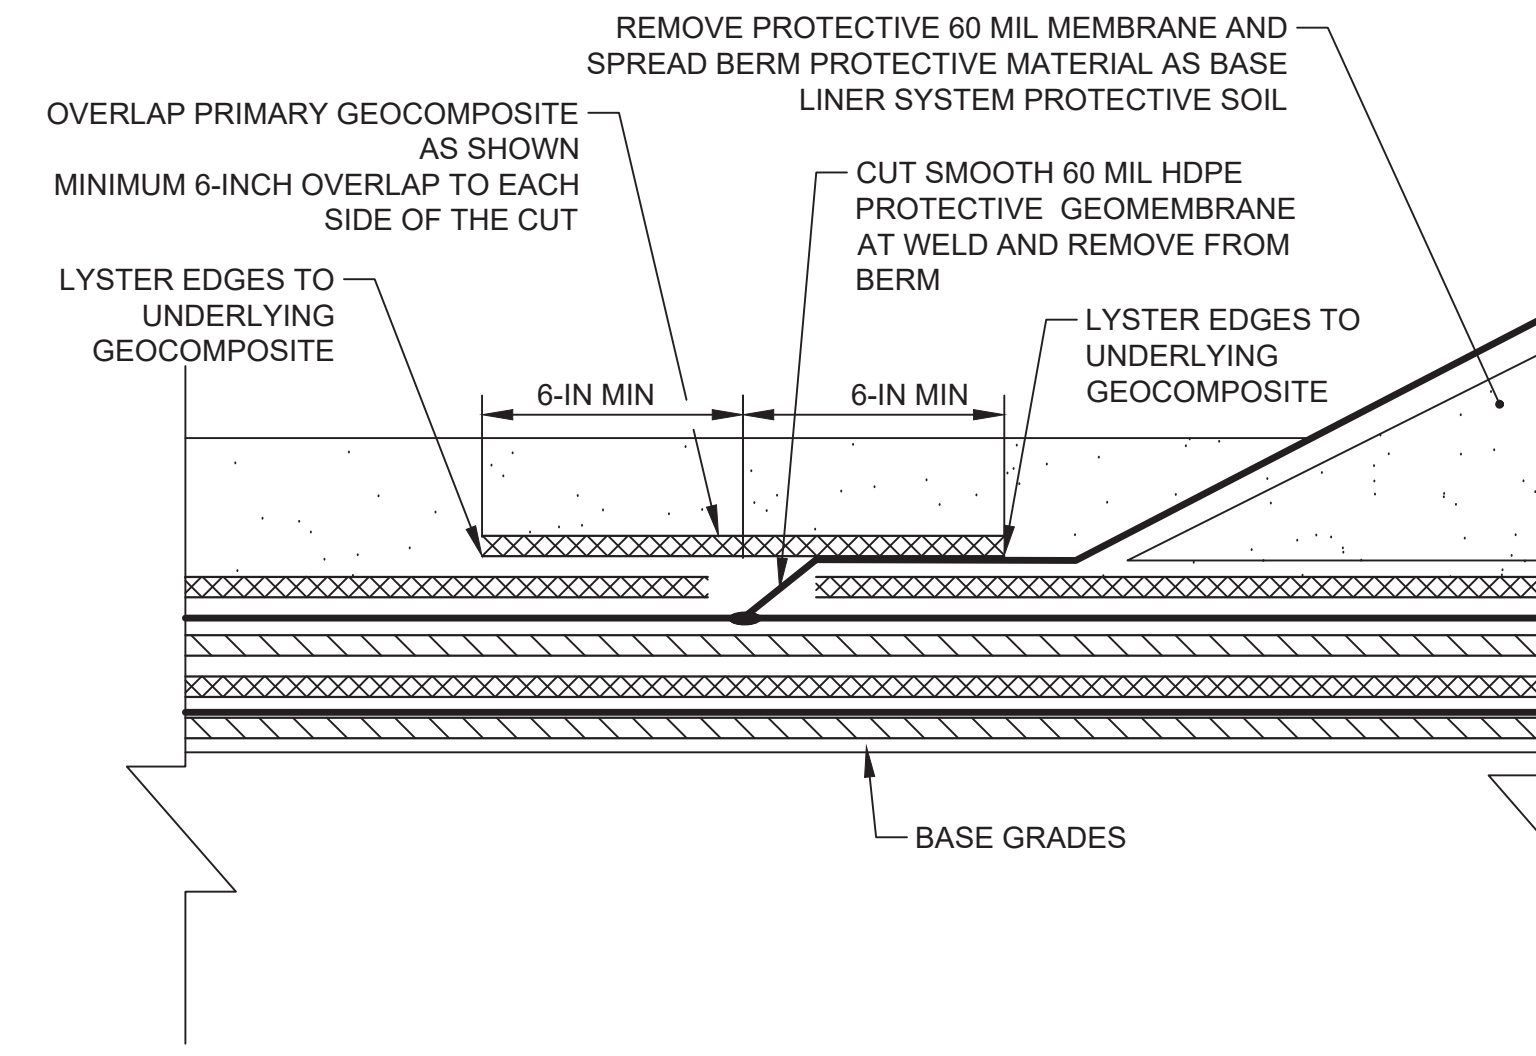 REMOVE PROTECTIVE 60 MIL MEMBRANE AND
SPREAD BERM PROTECTIVE MATERIAL AS BASE
LINER SYSTEM PROTECTIVE SOIL
OVERLAP PRIMARY GEOCOMPOSITE
AS SHOWN
MINIMUM 6-INCH OVERLAP TO EACH
SIDE OF THE CUT
CUT SMOOTH 60 MIL HDPE
PROTECTIVE GEOMEMBRANE
AT WELD AND REMOVE FROM
BERM
LYSTER EDGES TO
UNDERLYING
GEOCOMPOSITE
LYSTER EDGES TO
UNDERLYING
GEOCOMPOSITE
6-IN MIN
6-IN MIN
BASE GRADES